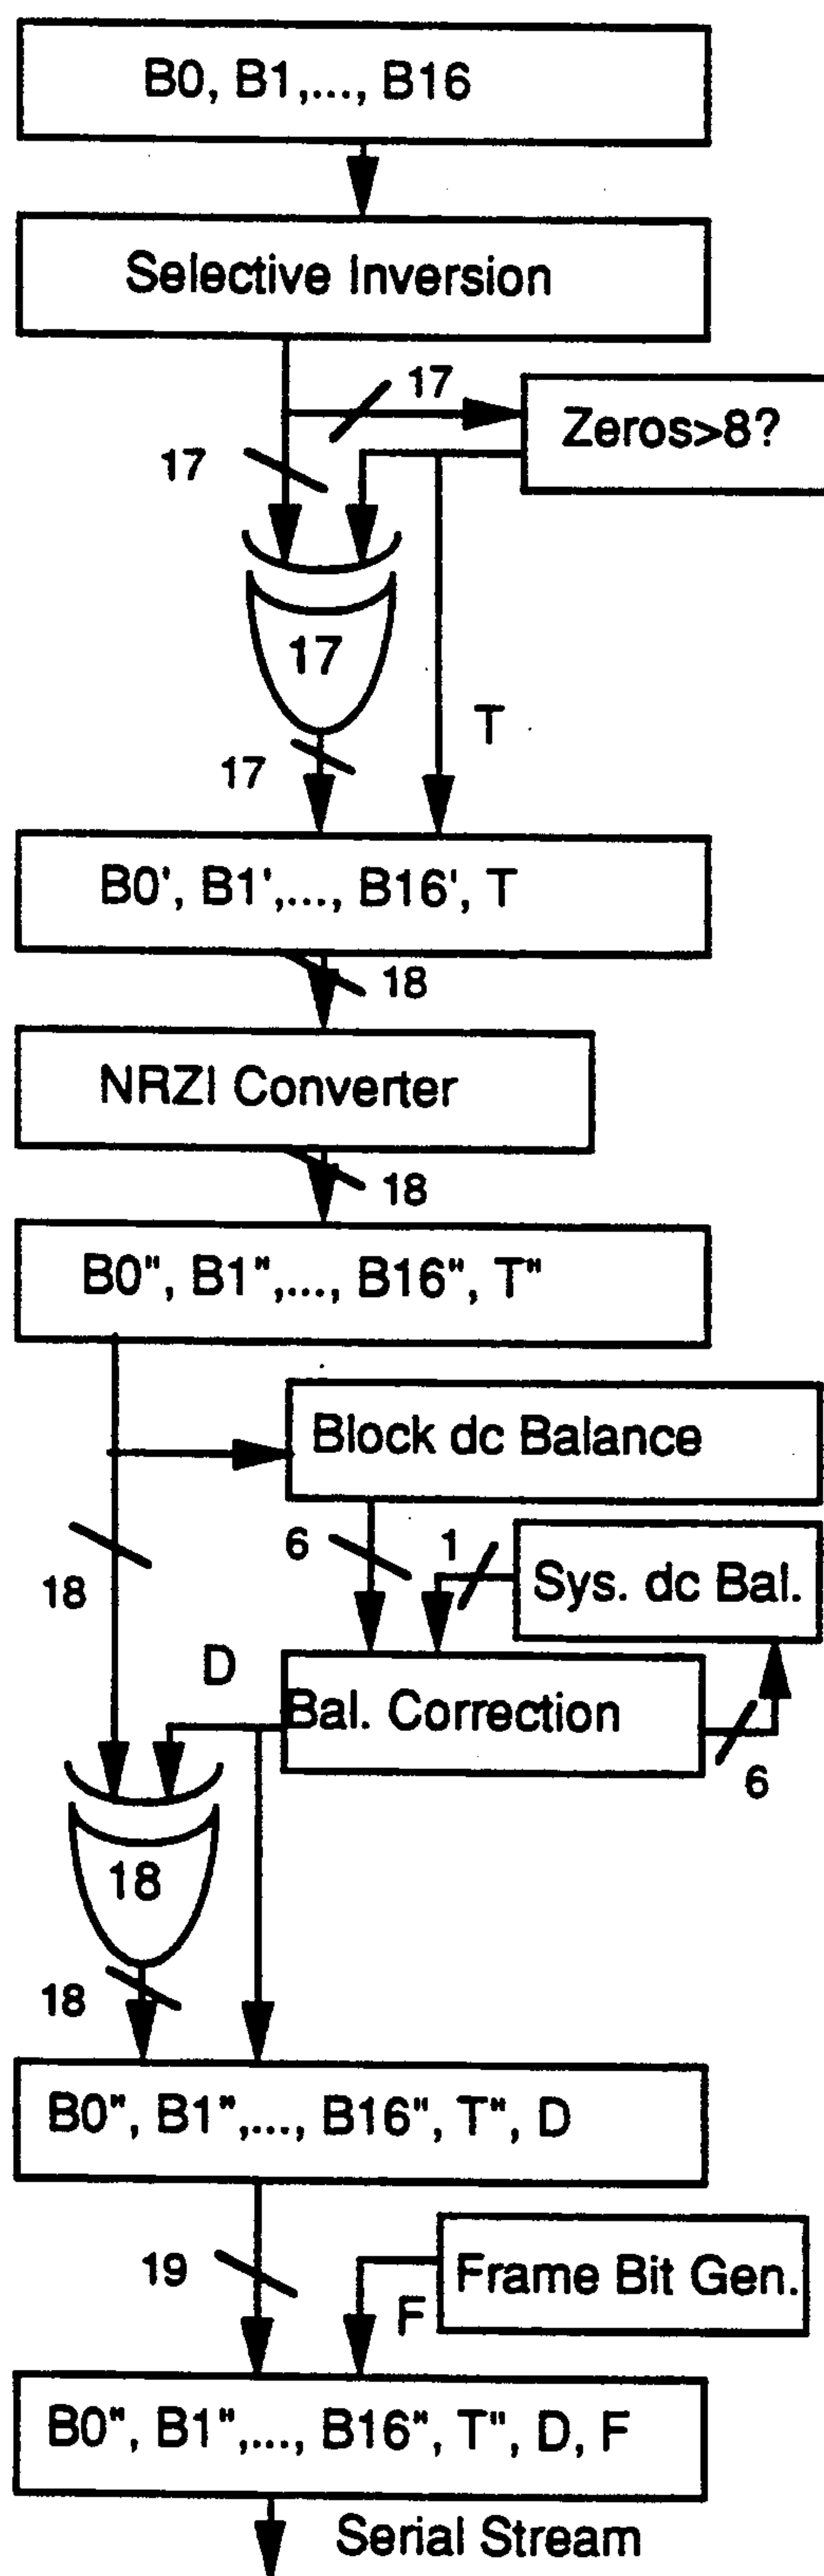 B0, B1,..., B16
Selective Inversion
17
Zeros>8?
17
17
T
17
B0', B1',..., B16', T
18
NRZI Converter
18
B0", B1",..., B16", T"
Block dc Balance
6
1
18
Sys. dc Bal.
D
Bal. Correction
6
18
18
B0", B1",..., B16", T", D
19
Frame Bit Gen.
F
B0", B1",..., B16", T", D, F
Serial Stream